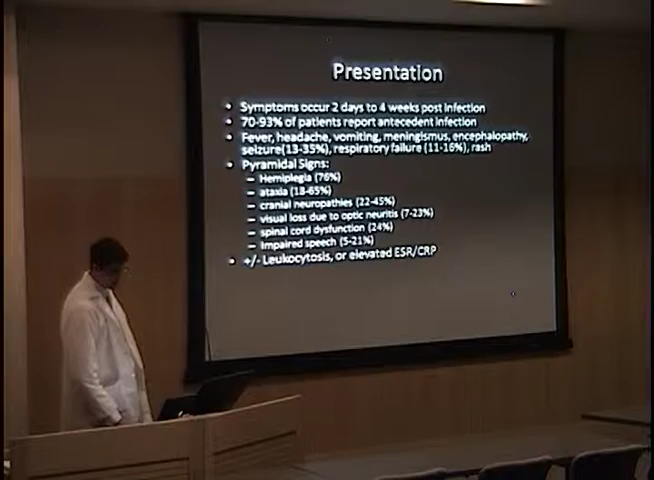 Presentation
• Symptoms occur 2 days to 4 weeks post infection
• 70-93% of patients report antecedent infection
• Fever, headache, vomiting, meningismus, encephalopathy,
seizure(13-35%), respiratory failure (11-16%), rash
• Pyramidal Signs:
– Hemiplegia (76%)
– ataxia (18-65%)
– cranial neuropathies (22-45%)
– visual loss due to optic neuritis (7-23%)
– spinal cord dysfunction (24%)
– Impaired speech (5-21%)
• +/- Leukocytosis, or elevated ESR/CRP